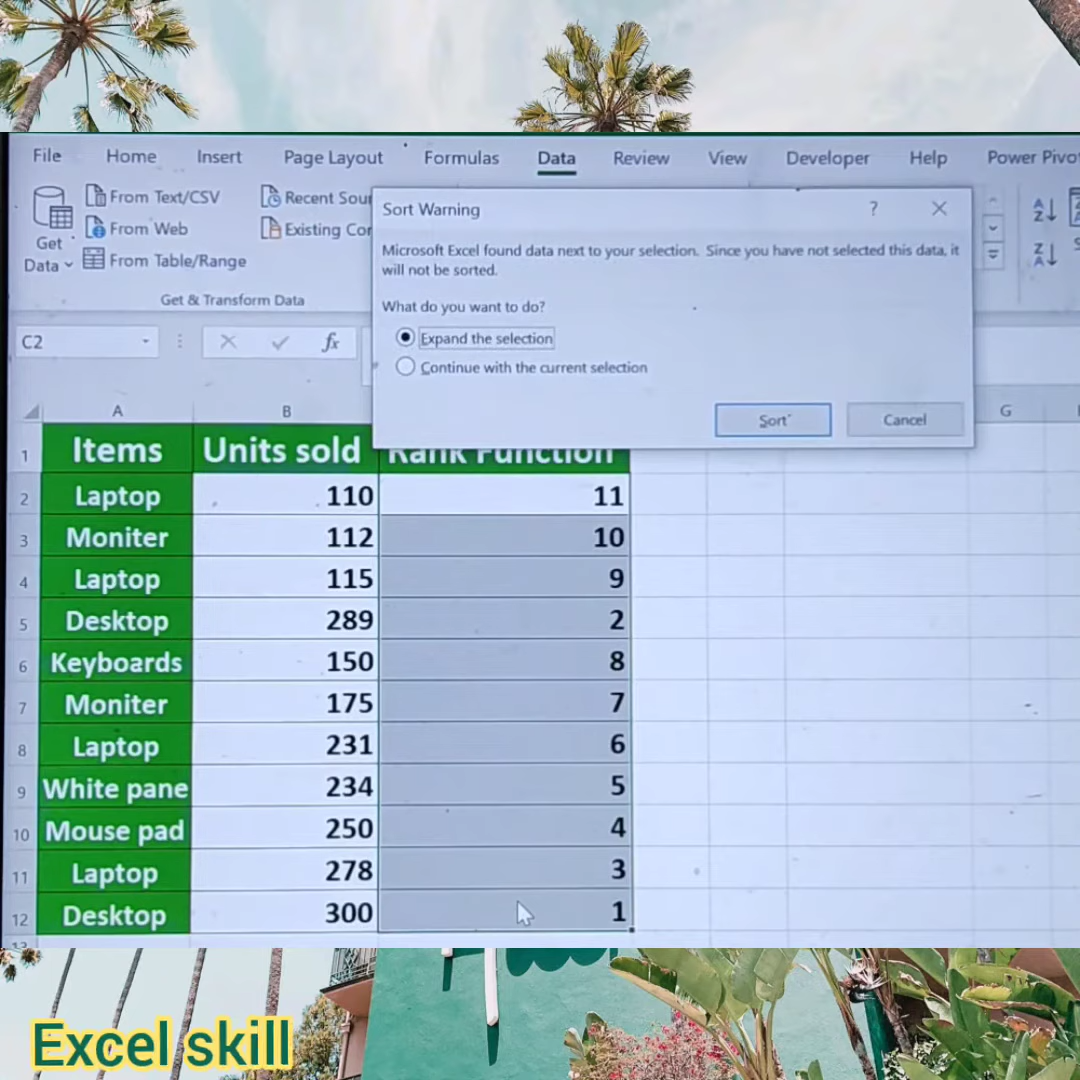 File Home Insert Page Layout Formulas Data Review View Developer Help Power Pivo
From Text/CSV
From Web
From Table/Range
Get
Data
Recent Sou
Existing Con
Get & Transform Data
Sort Warning
?
Microsoft Excel found data next to your selection. Since you have not selected this data, it
will not be sorted.
What do you want to do?
Expand the selection
Continue with the current selection
Sort Cancel
C2 fx
A B G
1 Items Units sold Rank Function
2 Laptop 110 11
3 Moniter 112 10
4 Laptop 115 9
5 Desktop 289 2
6 Keyboards 150 8
7 Moniter 175 7
8 Laptop 231 6
9 White pane 234 5
10 Mouse pad 250 4
11 Laptop 278 3
12 Desktop 300 1
Excel skill